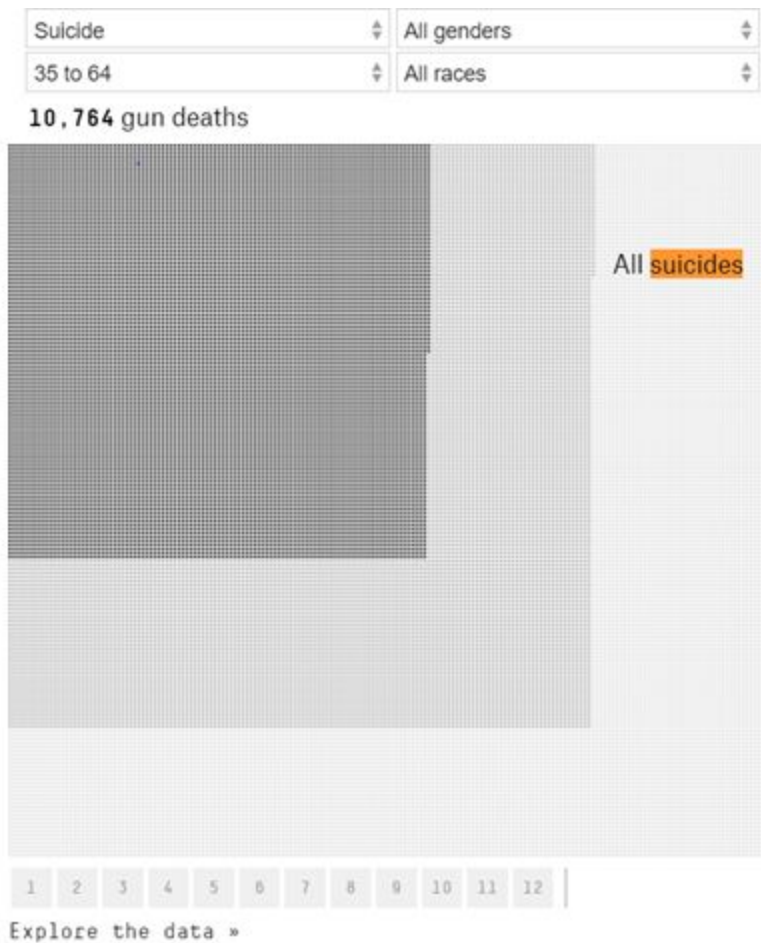 Suicide All genders
35 to 64 All races
10,764 gun deaths
All suicides
1 2 3 4 5 6 7 8 9 10 11 12
Explore the data »